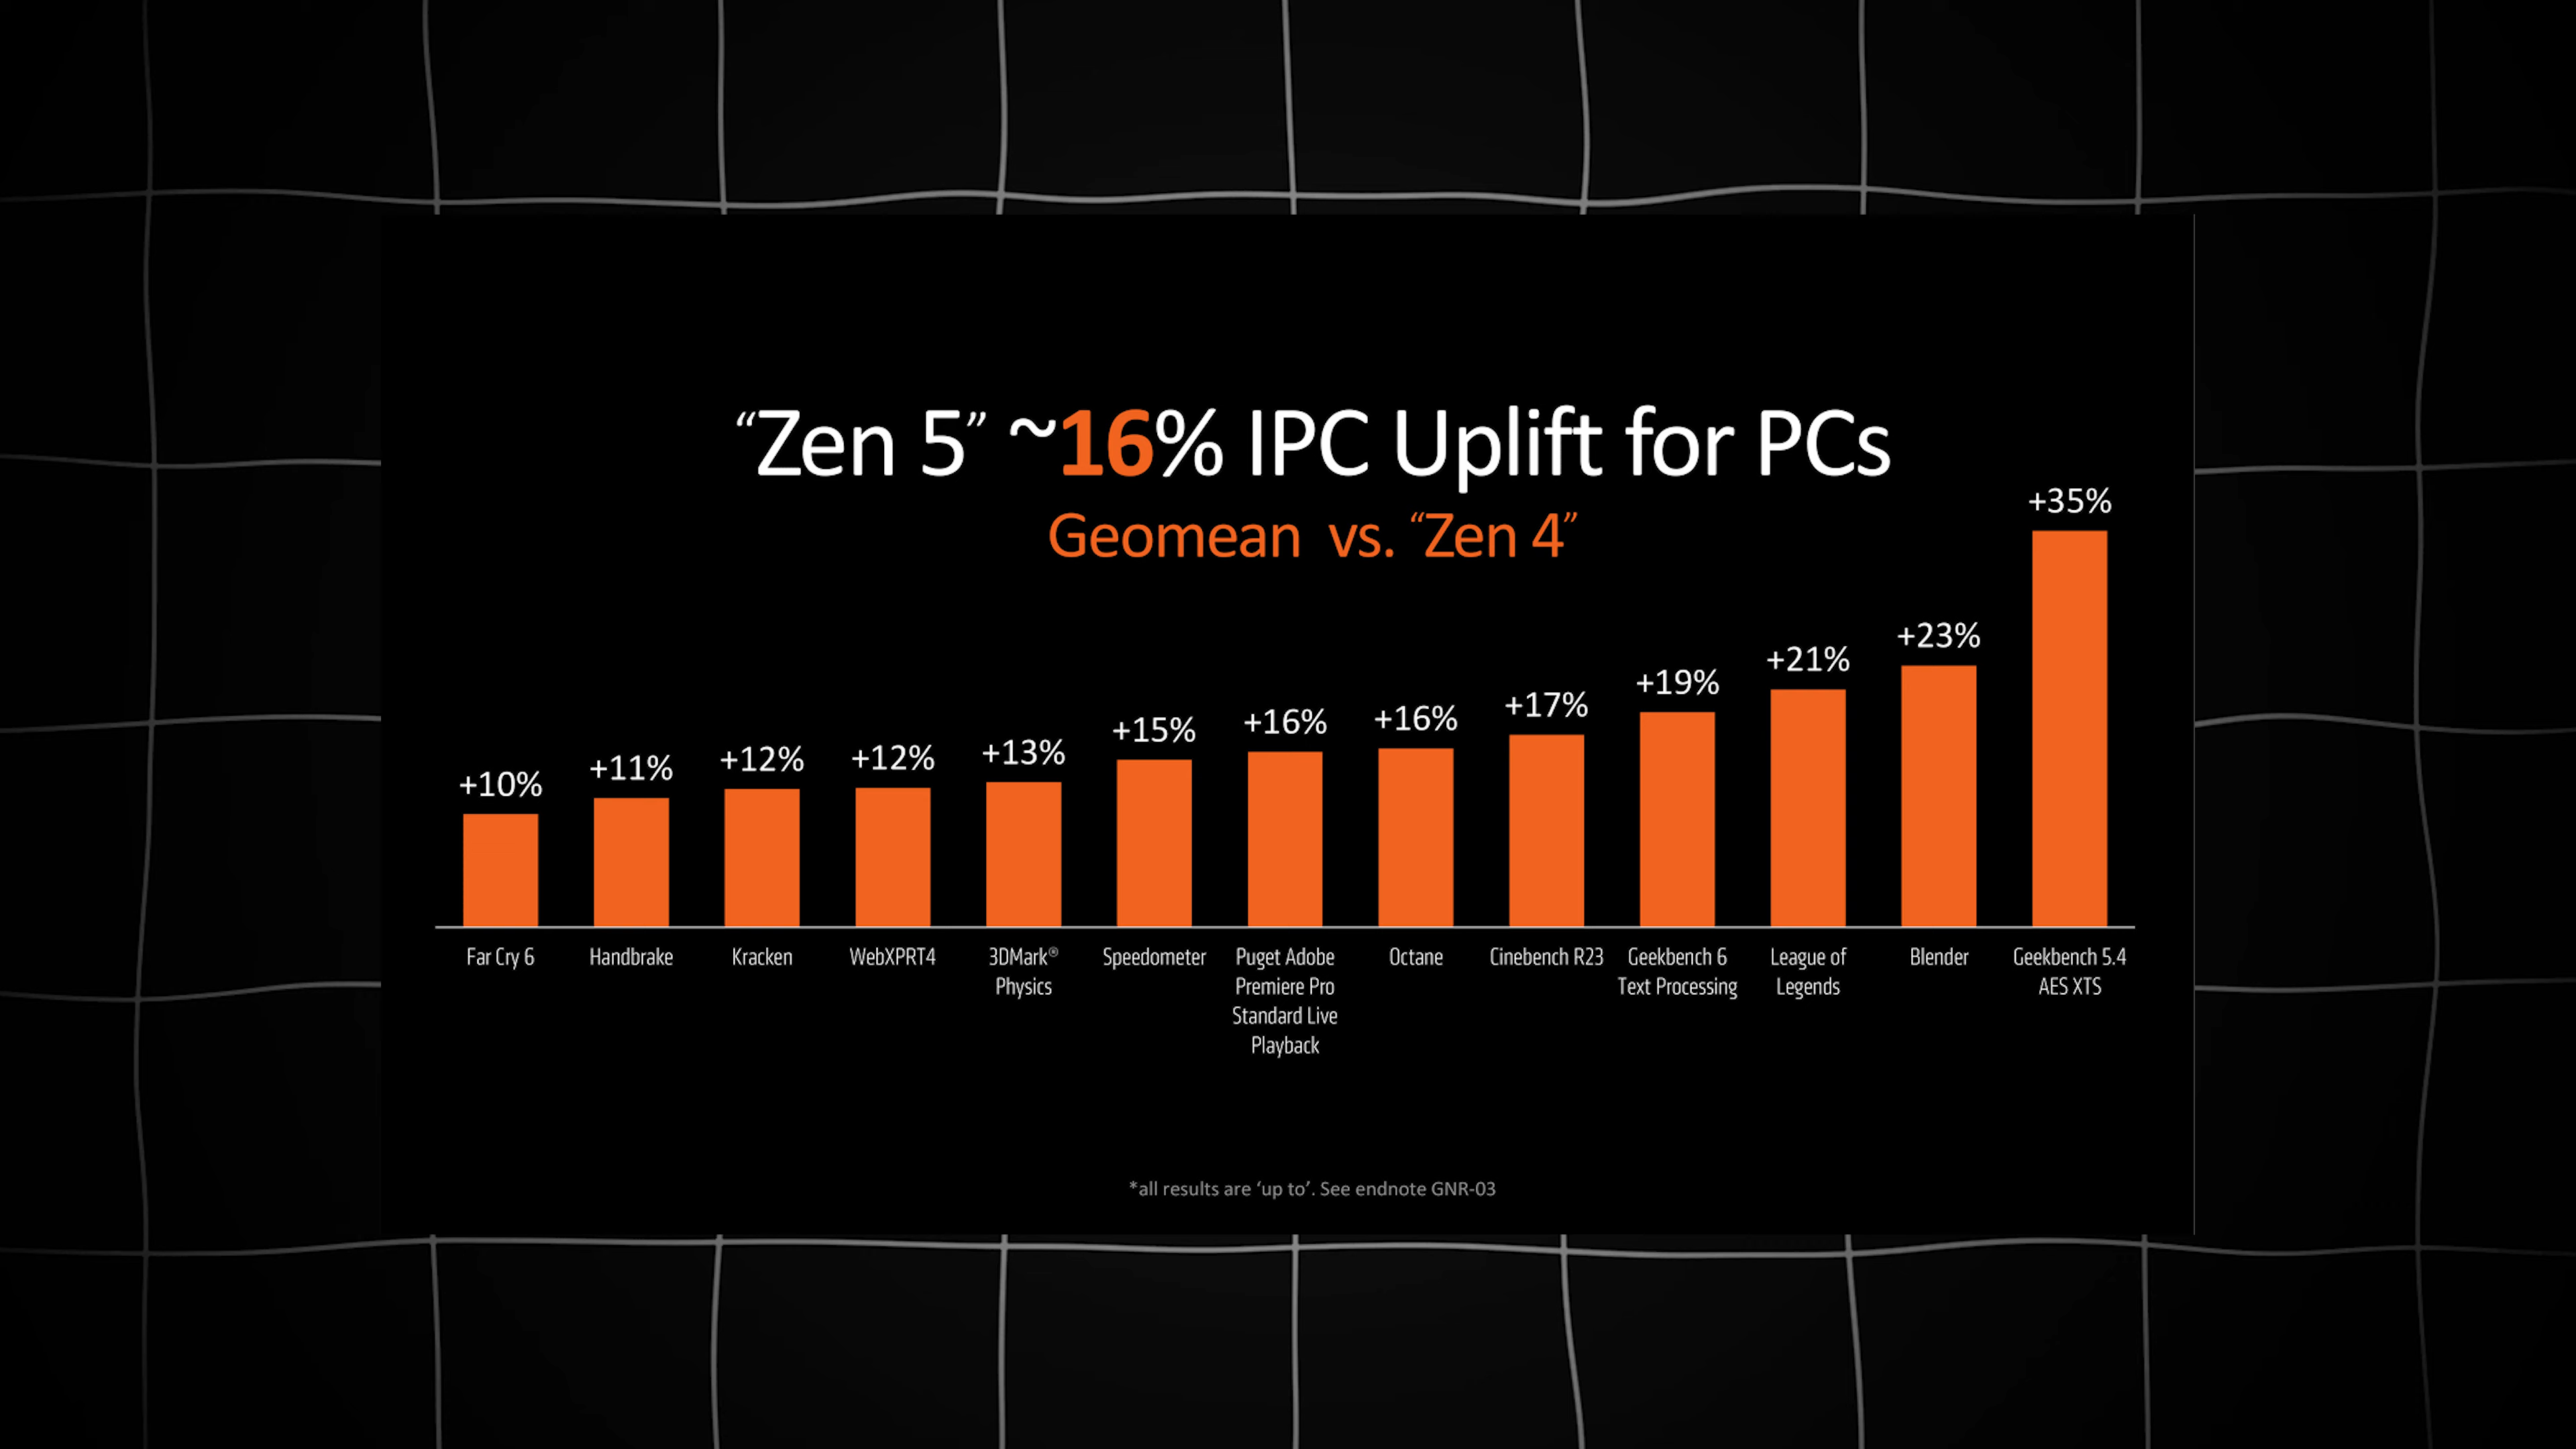 “Zen 5” ~16% IPC Uplift for PCs
Geomean vs. “Zen 4”
+10%
+11%
+12%
+12%
+13%
+15%
+16%
+16%
+17%
+19%
+21%
+23%
+35%
Far Cry 6
Handbrake
Kracken
WebXPRT4
3DMark®
Physics
Speedometer
Puget Adobe
Premiere Pro
Standard Live
Playback
Octane
Cinebench R23
Geekbench 6
Text Processing
League of
Legends
Blender
Geekbench 5.4
AES XTS
*all results are ‘up to’. See endnote GNR-03